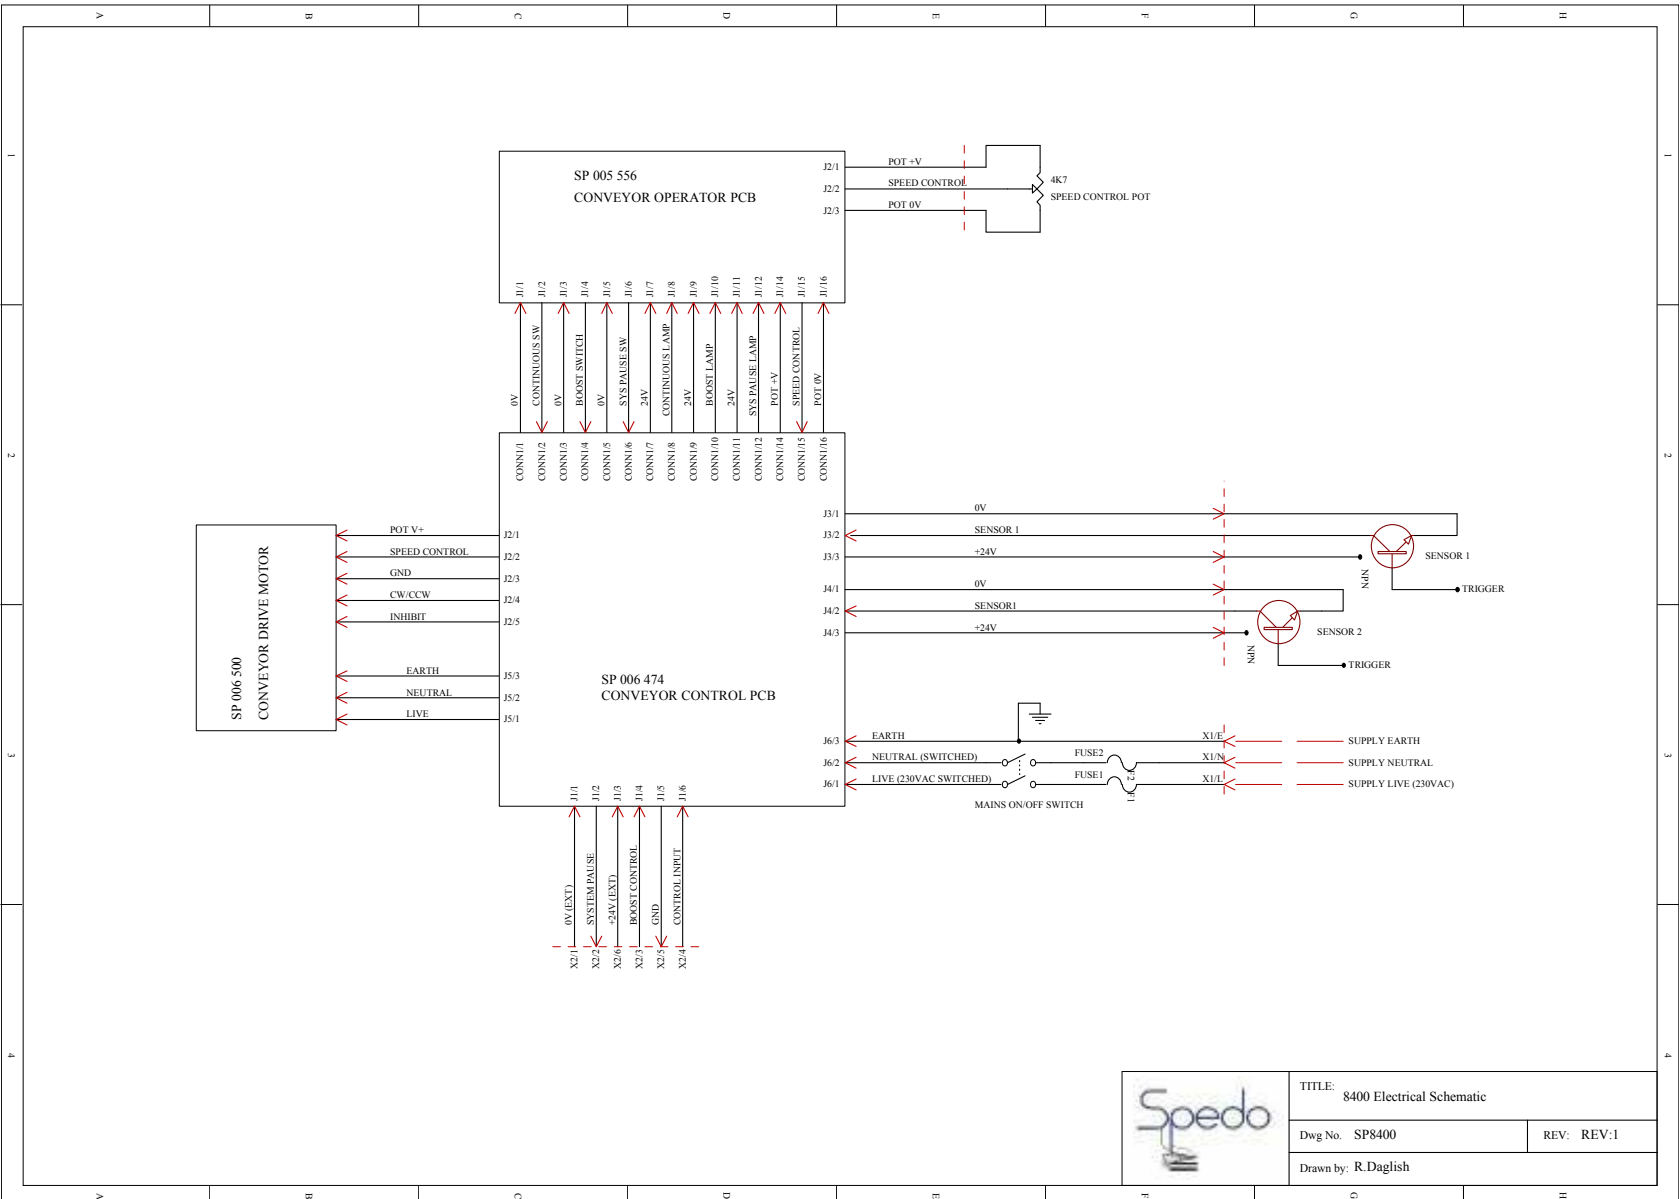 A B C D E F G H
1
SP 005 556
CONVEYOR OPERATOR PCB
J2/1 POT +V
J2/2 SPEED CONTROL
J2/3 POT 0V
4K7
SPEED CONTROL POT
J1/1 J1/2 J1/3 J1/4 J1/5 J1/6 J1/7 J1/8 J1/9 J1/10 J1/11 J1/12 J1/14 J1/15 J1/16
0V
CONTINUOUS SW
0V
BOOST SWITCH
0V
SYS PAUSE SW
24V
CONTINUOUS LAMP
24V
BOOST LAMP
24V
SYS PAUSE LAMP
POT +V
SPEED CONTROL
POT 0V
CONN1/1 CONN1/2 CONN1/3 CONN1/4 CONN1/5 CONN1/6 CONN1/7 CONN1/8 CONN1/9 CONN1/10 CONN1/11 CONN1/12 CONN1/14 CONN1/15 CONN1/16
1
2
2
SP 006 500
CONVEYOR DRIVE MOTOR
POT V+ J2/1
SPEED CONTROL J2/2
GND J2/3
CW/CCW J2/4
INHIBIT J2/5
EARTH J5/3
NEUTRAL J5/2
LIVE J5/1
SP 006 474
CONVEYOR CONTROL PCB
J3/1 0V
J3/2 SENSOR 1
J3/3 +24V
J4/1 0V
J4/2 SENSOR1
J4/3 +24V
SENSOR 1
NPN
TRIGGER
SENSOR 2
NPN
TRIGGER
J6/3 EARTH X1/E SUPPLY EARTH
J6/2 NEUTRAL (SWITCHED) FUSE2 F2 X1/N SUPPLY NEUTRAL
J6/1 LIVE (230VAC SWITCHED) FUSE1 F1 X1/L SUPPLY LIVE (230VAC)
MAINS ON/OFF SWITCH
3
3
J1/1 J1/2 J1/3 J1/4 J1/5 J1/6
0V (EXT)
SYSTEM PAUSE
+24V (EXT)
BOOST CONTROL
GND
CONTROL INPUT
X2/1 X2/2 X2/6 X2/3 X2/5 X2/4
4
4
Spedo
TITLE:
8400 Electrical Schematic
Dwg No. SP8400
REV: REV:1
Drawn by: R.Daglish
A B C D E F G H